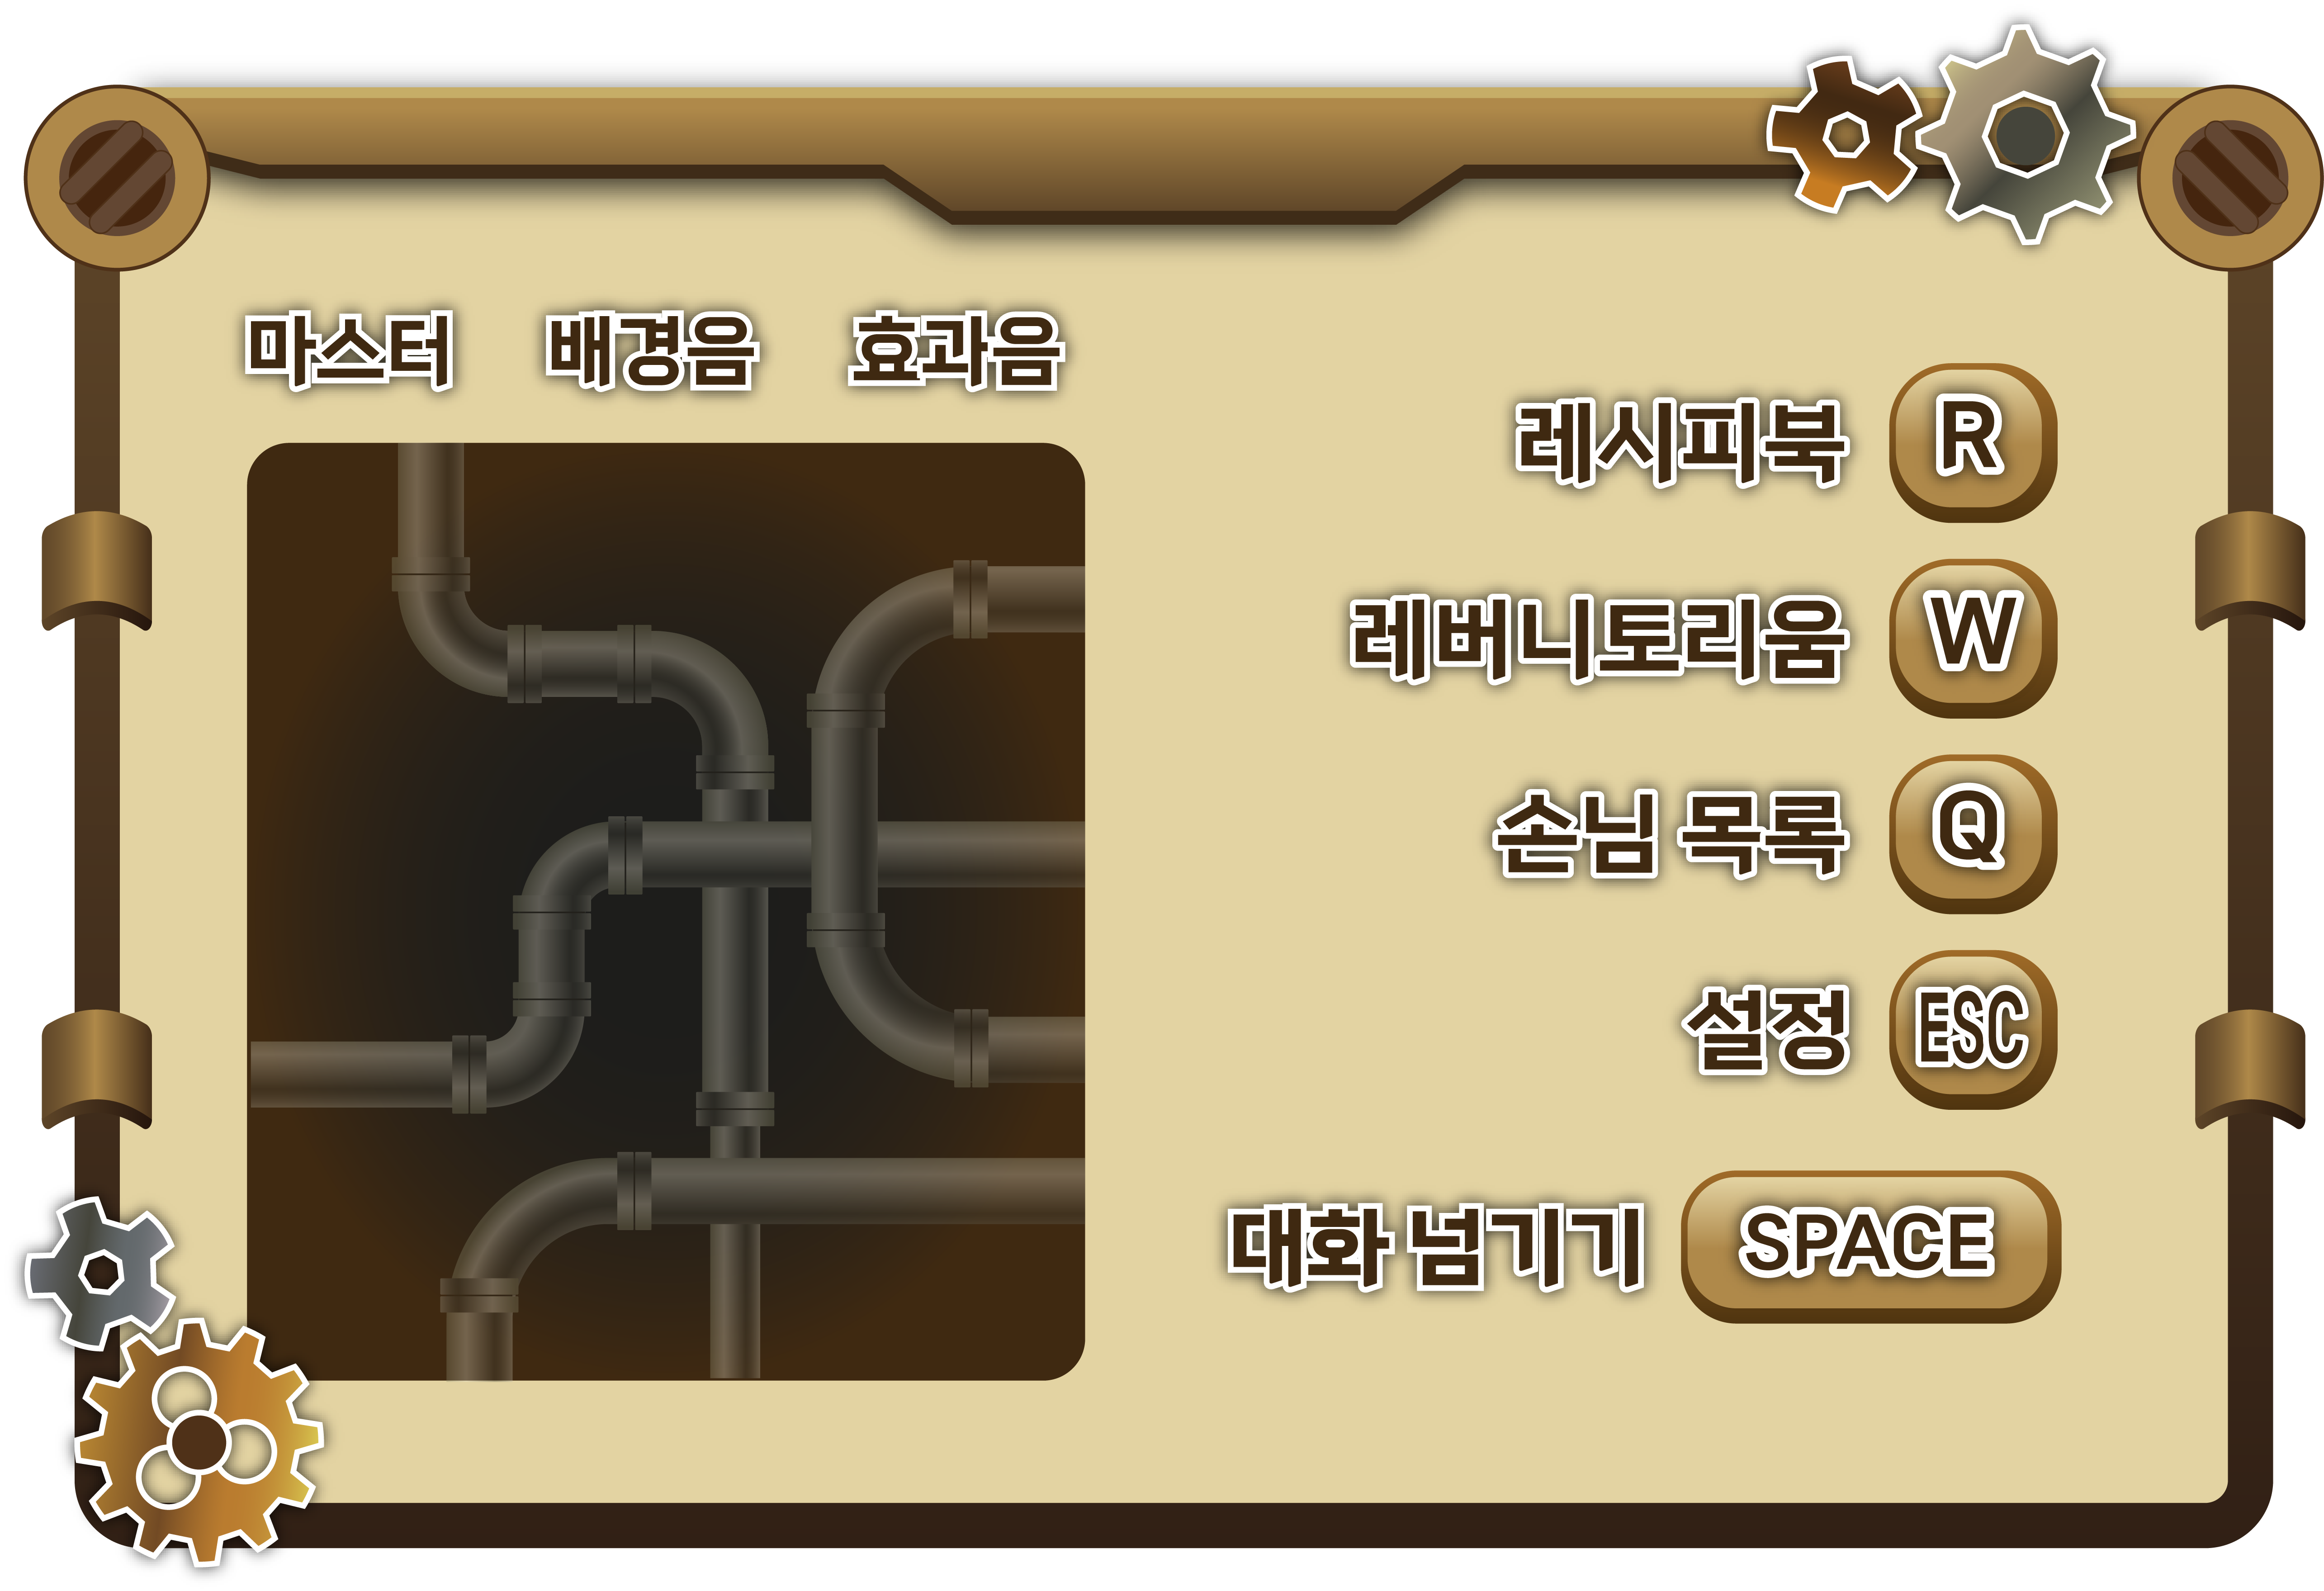 마스터 배경음 효과음
레시피북 R
레버니토리움 W
손님 목록 Q
설정 ESC
대화 넘기기 SPACE